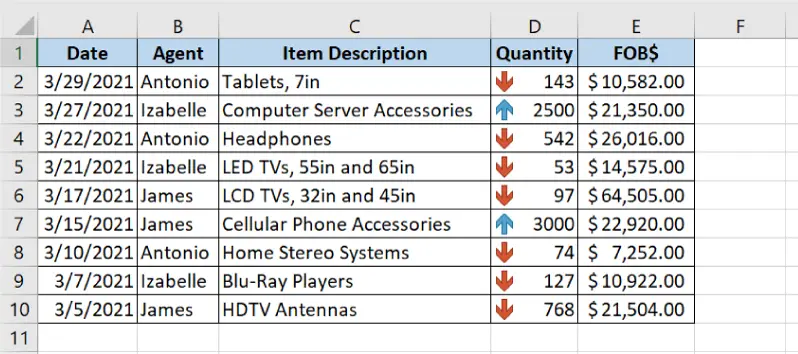 A B C D E F
1 Date Agent Item Description Quantity FOB$
2 3/29/2021 Antonio Tablets, 7in 143 $10,582.00
3 3/27/2021 Izabelle Computer Server Accessories 2500 $21,350.00
4 3/22/2021 Antonio Headphones 542 $26,016.00
5 3/21/2021 Izabelle LED TVs, 55in and 65in 53 $14,575.00
6 3/17/2021 James LCD TVs, 32in and 45in 97 $64,505.00
7 3/15/2021 James Cellular Phone Accessories 3000 $22,920.00
8 3/10/2021 Antonio Home Stereo Systems 74 $ 7,252.00
9 3/7/2021 Izabelle Blu-Ray Players 127 $10,922.00
10 3/5/2021 James HDTV Antennas 768 $21,504.00
11